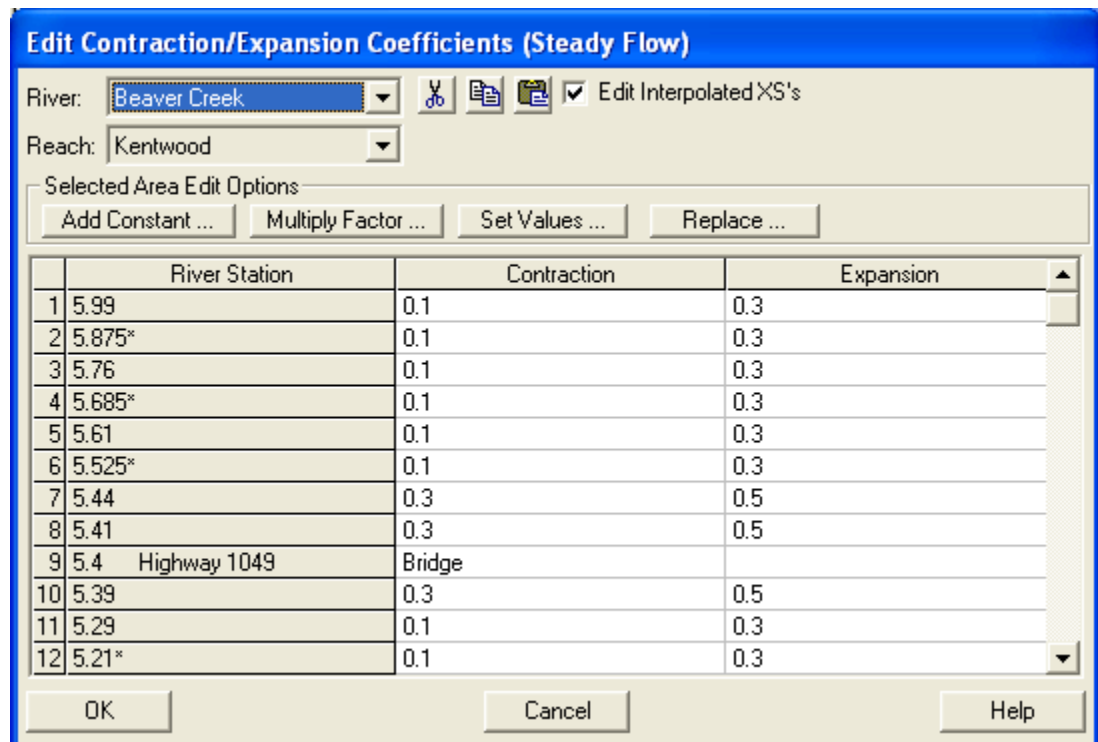 Edit Contraction/Expansion Coefficients (Steady Flow)
River: Beaver Creek Edit Interpolated XS's
Reach: Kentwood
Selected Area Edit Options
Add Constant ... Multiply Factor ... Set Values ... Replace ...
River Station Contraction Expansion
1 5.99 0.1 0.3
2 5.875* 0.1 0.3
3 5.76 0.1 0.3
4 5.685* 0.1 0.3
5 5.61 0.1 0.3
6 5.525* 0.1 0.3
7 5.44 0.3 0.5
8 5.41 0.3 0.5
9 5.4 Highway 1049 Bridge
10 5.39 0.3 0.5
11 5.29 0.1 0.3
12 5.21* 0.1 0.3
OK Cancel Help